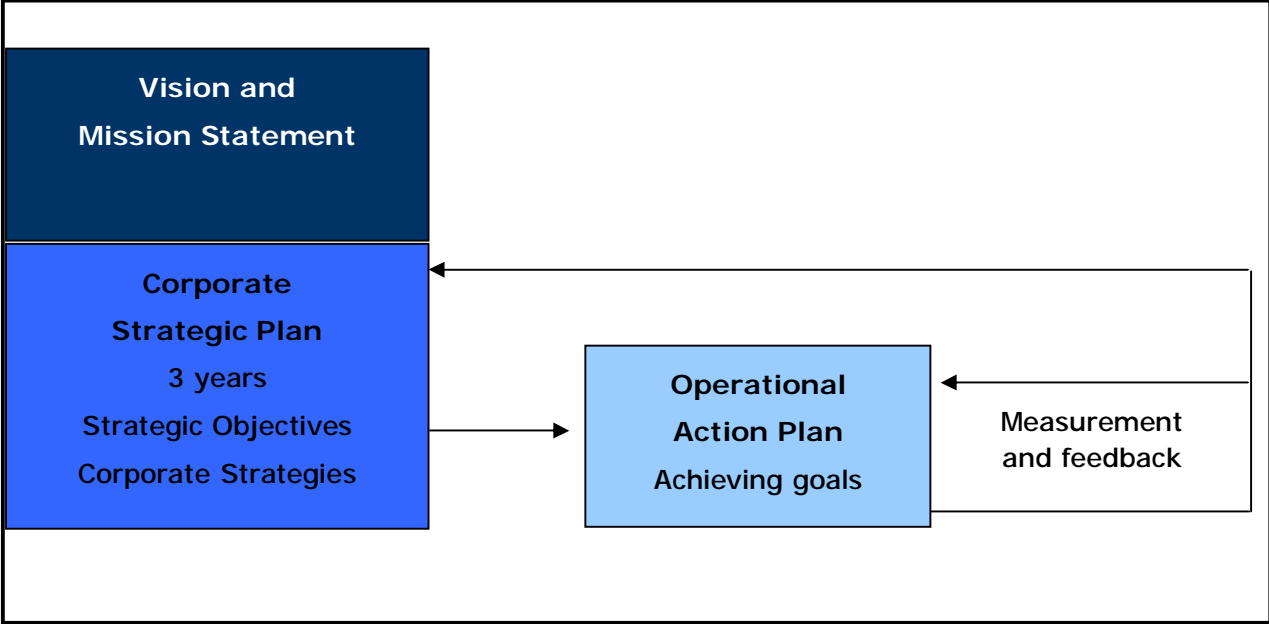 Vision and
Mission Statement
Corporate
Strategic Plan
3 years
Strategic Objectives
Corporate Strategies
Operational
Action Plan
Achieving goals
Measurement
and feedback